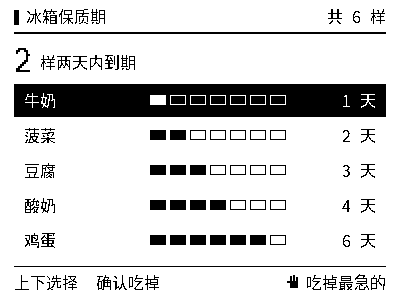 冰箱保质期 共 6 样
2 样两天内到期
牛奶 1 天
菠菜 2 天
豆腐 3 天
酸奶 4 天
鸡蛋 6 天
上下选择 确认吃掉 吃掉最急的